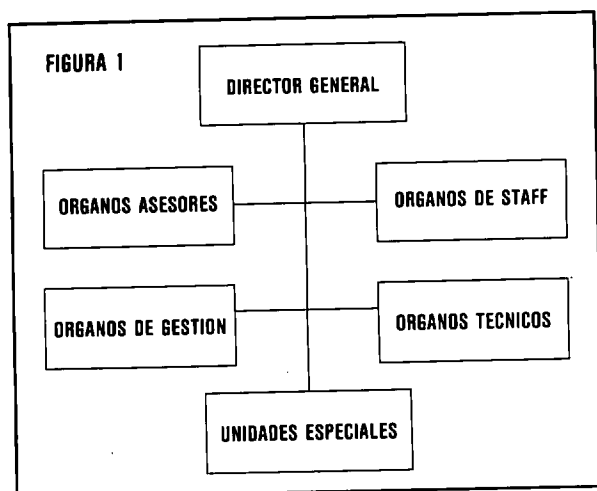 FIGURA 1
DIRECTOR GENERAL
ORGANOS ASESORES
ORGANOS DE STAFF
ORGANOS DE GESTION
ORGANOS TECNICOS
UNIDADES ESPECIALES